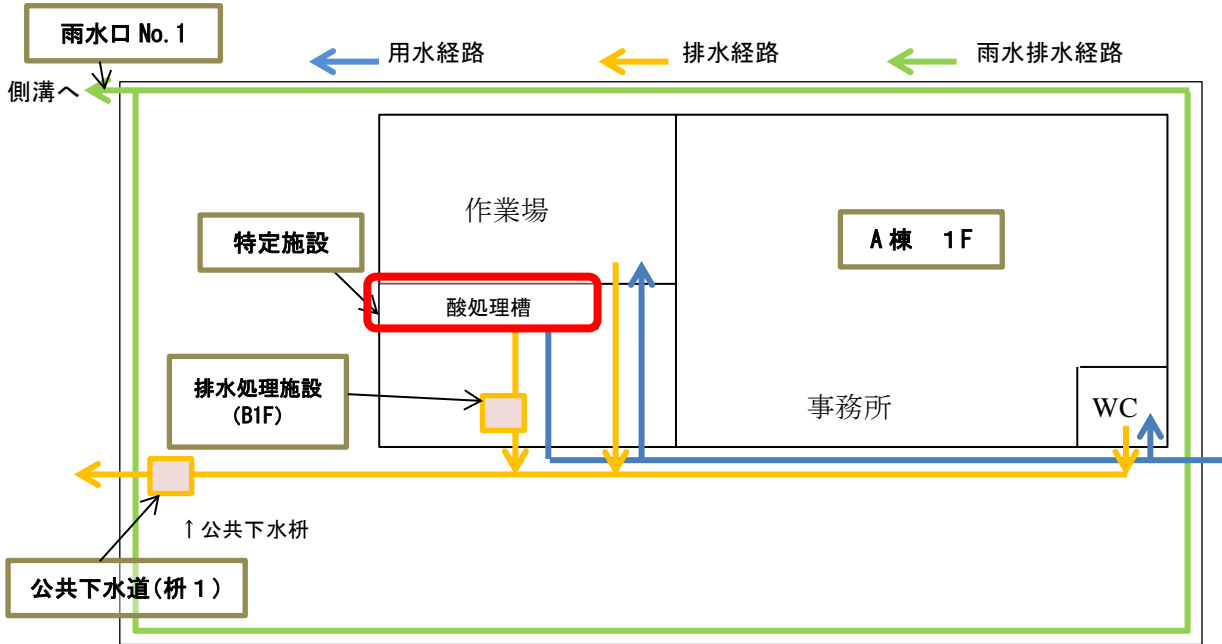 雨水口 No.1
用水経路
排水経路
雨水排水経路
側溝へ
作業場
特定施設
A棟 1F
酸処理槽
排水処理施設
(B1F)
事務所
WC
↑公共下水枡
公共下水道(枡1)